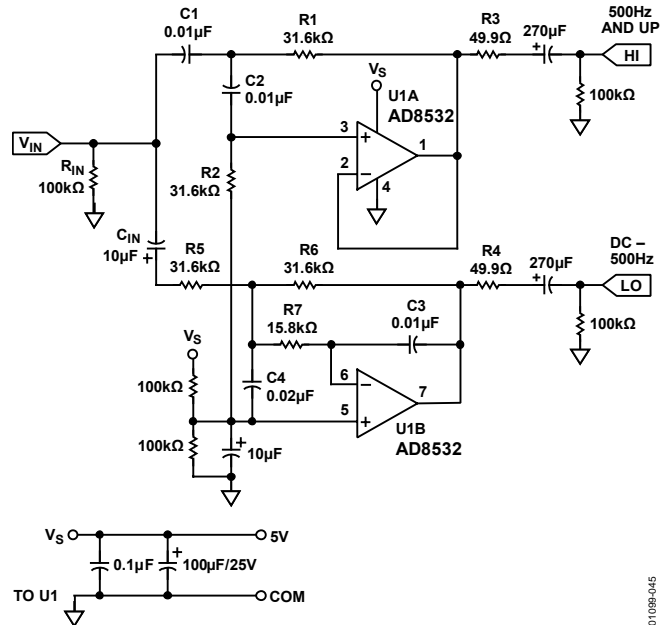 C1
0.01µF
R1
31.6kΩ
R3
49.9Ω
270µF
+
500Hz
AND UP
HI
100kΩ
C2
0.01µF
VS
U1A
AD8532
3
+
2
−
1
4
VIN
RIN
100kΩ
R2
31.6kΩ
CIN
10µF
+
R5
31.6kΩ
R6
31.6kΩ
R4
49.9Ω
270µF
+
DC –
500Hz
LO
100kΩ
R7
15.8kΩ
C3
0.01µF
VS
100kΩ
100kΩ
C4
0.02µF
6
−
5
+
7
U1B
AD8532
+
10µF
VS
5V
0.1µF
+
100µF/25V
TO U1
COM
01099-045